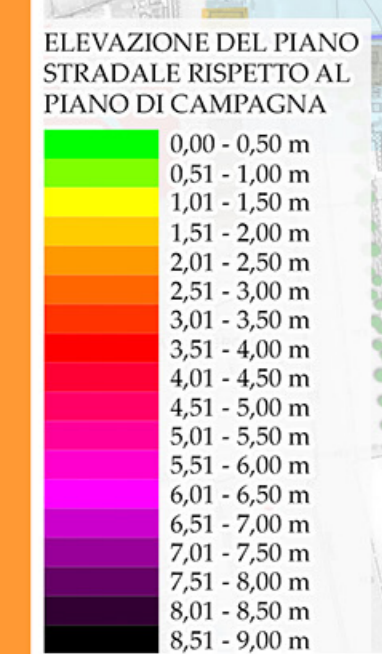 ELEVAZIONE DEL PIANO
STRADALE RISPETTO AL
PIANO DI CAMPAGNA
0,00 - 0,50 m
0,51 - 1,00 m
1,01 - 1,50 m
1,51 - 2,00 m
2,01 - 2,50 m
2,51 - 3,00 m
3,01 - 3,50 m
3,51 - 4,00 m
4,01 - 4,50 m
4,51 - 5,00 m
5,01 - 5,50 m
5,51 - 6,00 m
6,01 - 6,50 m
6,51 - 7,00 m
7,01 - 7,50 m
7,51 - 8,00 m
8,01 - 8,50 m
8,51 - 9,00 m